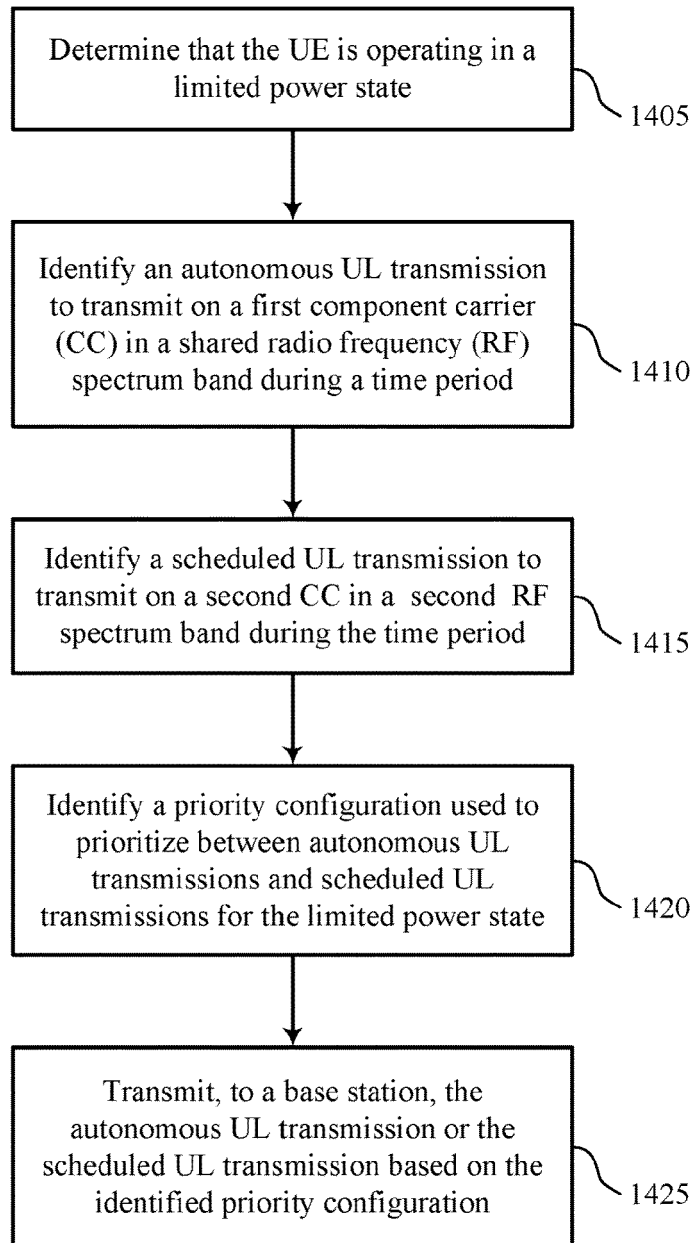 Determine that the UE is operating in a
limited power state
1405
Identify an autonomous UL transmission
to transmit on a first component carrier
(CC) in a shared radio frequency (RF)
spectrum band during a time period
1410
Identify a scheduled UL transmission to
transmit on a second CC in a second RF
spectrum band during the time period
1415
Identify a priority configuration used to
prioritize between autonomous UL
transmissions and scheduled UL
transmissions for the limited power state
1420
Transmit, to a base station, the
autonomous UL transmission or the
scheduled UL transmission based on the
identified priority configuration
1425